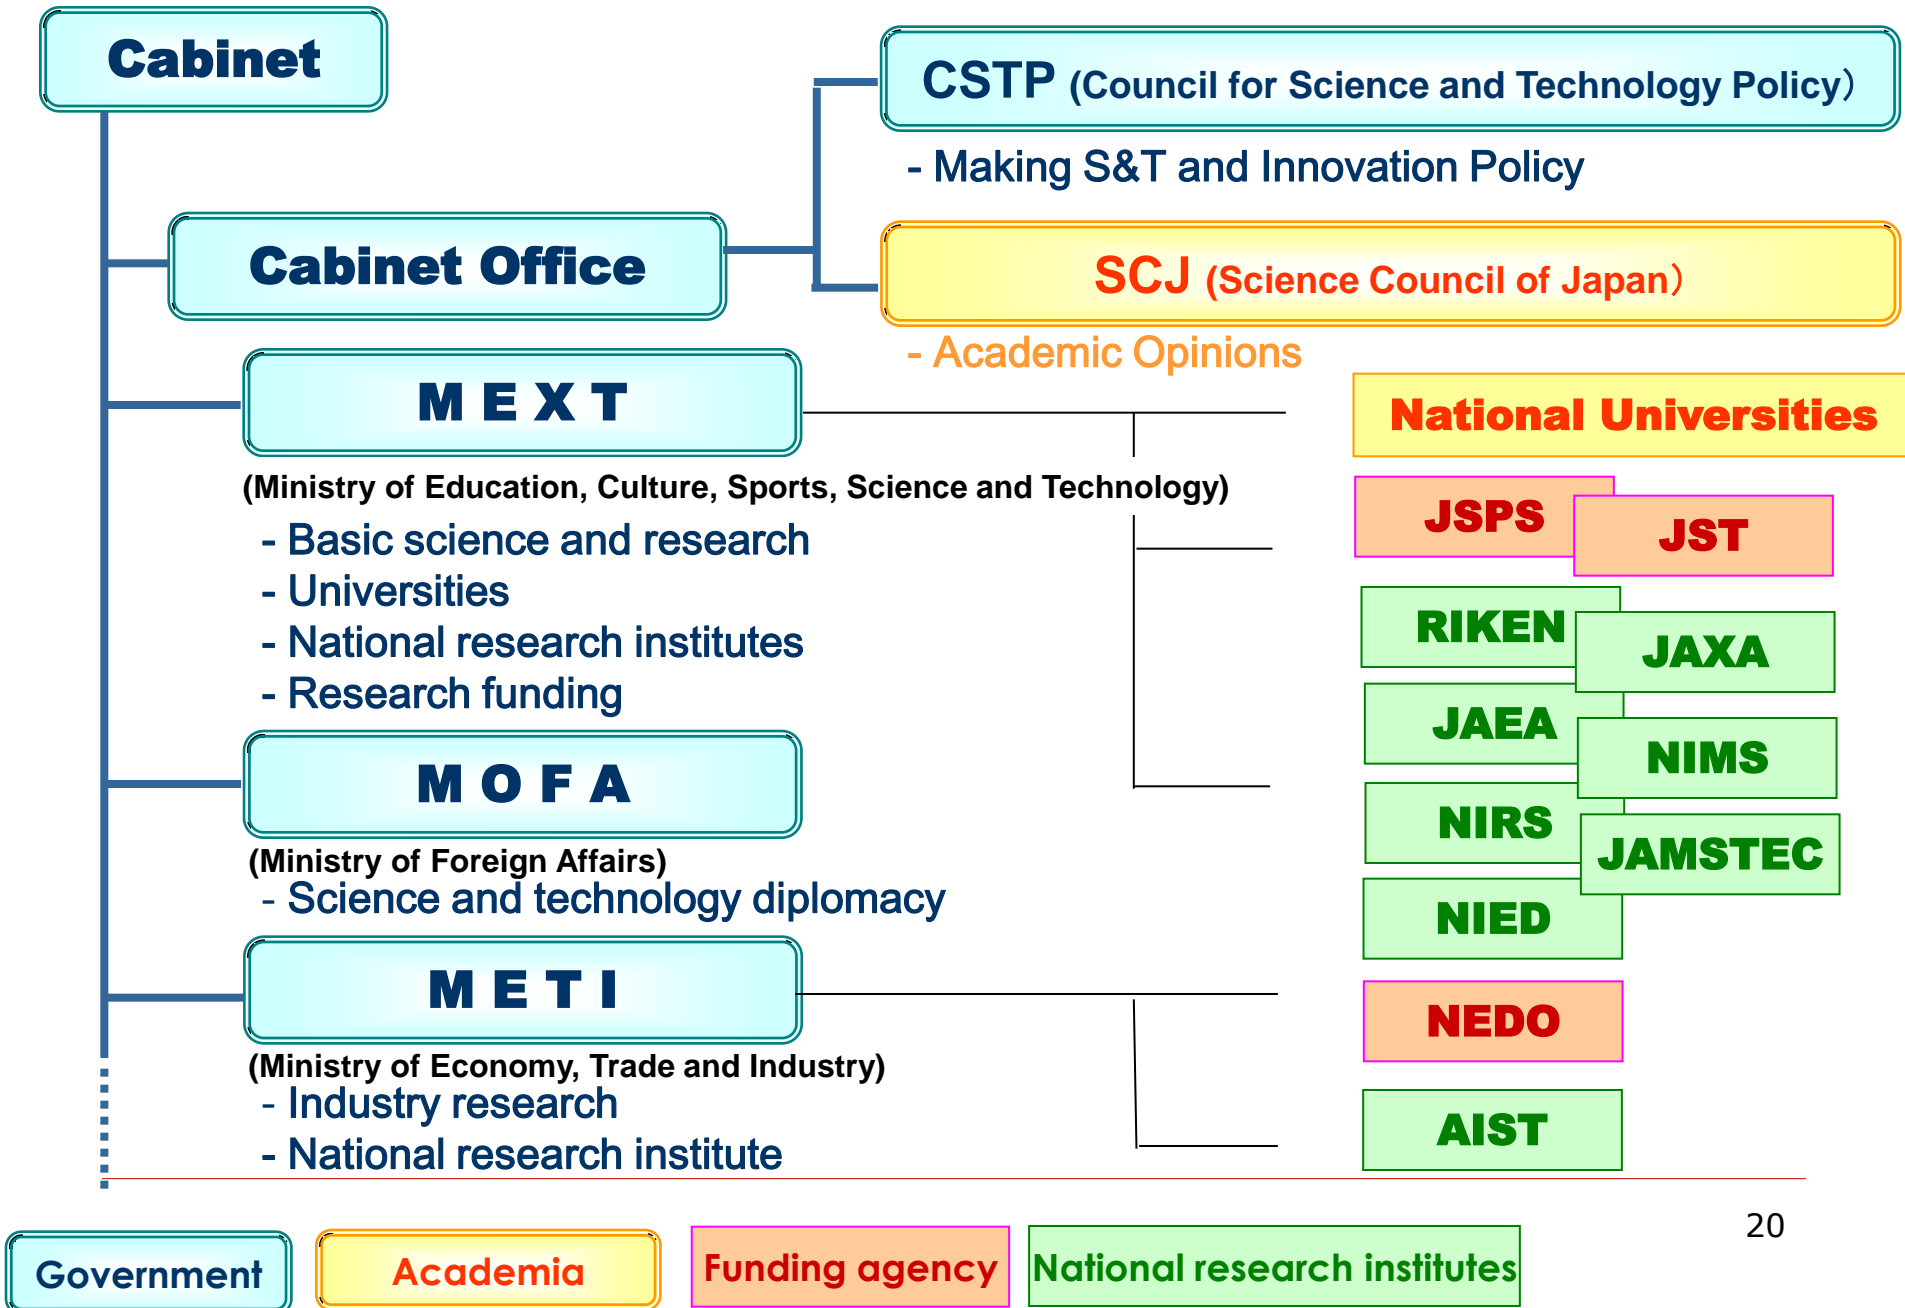 Cabinet
CSTP (Council for Science and Technology Policy）
- Making S&T and Innovation Policy
Cabinet Office
SCJ (Science Council of Japan）
- Academic Opinions
M E X T
National Universities
(Ministry of Education, Culture, Sports, Science and Technology)
JSPS
JST
- Basic science and research
- Universities
- National research institutes
- Research funding
RIKEN
JAXA
JAEA
NIMS
NIRS
JAMSTEC
NIED
M O F A
(Ministry of Foreign Affairs)
- Science and technology diplomacy
M E T I
(Ministry of Economy, Trade and Industry)
- Industry research
- National research institute
NEDO
AIST
20
Government
Academia
Funding agency
National research institutes